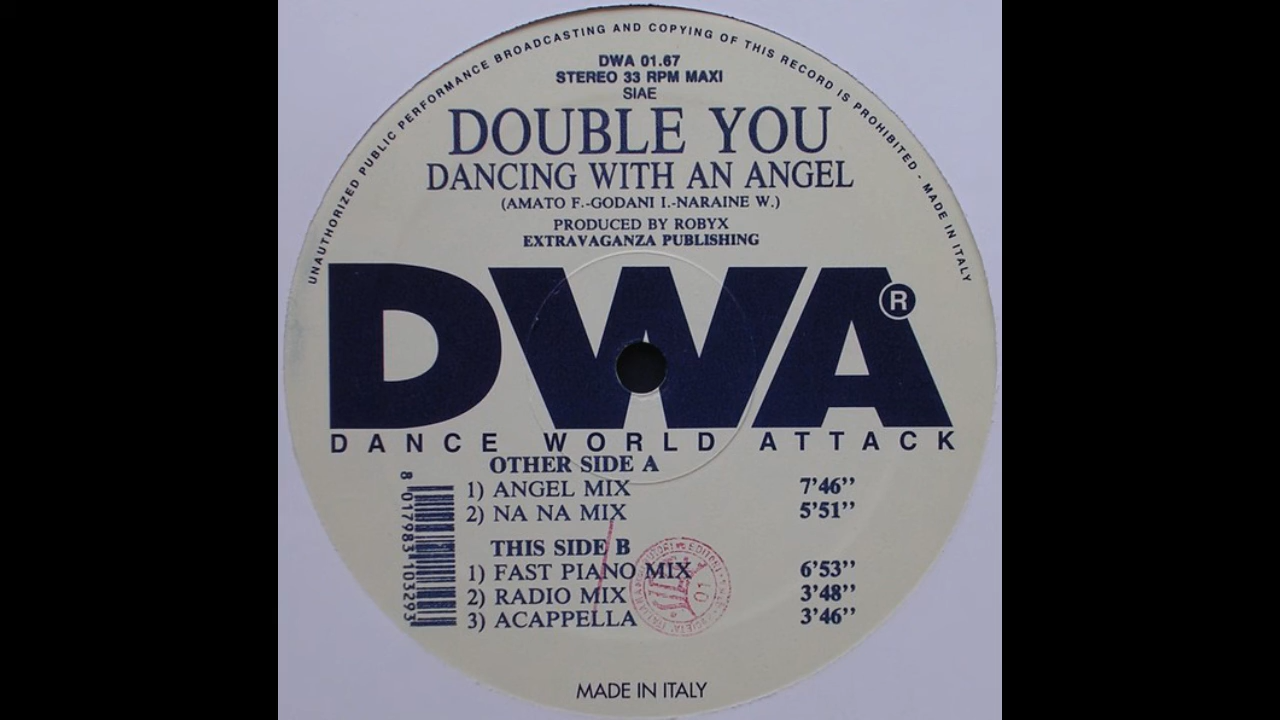 UNAUTHORIZED PUBLIC PERFORMANCE BROADCASTING AND COPYING OF THIS RECORD IS PROHIBITED - MADE IN ITALY
DWA 01.67
STEREO 33 RPM MAXI
SIAE
DOUBLE YOU
DANCING WITH AN ANGEL
(AMATO F.-GODANI I.-NARAINE W.)
PRODUCED BY ROBYX
EXTRAVAGANZA PUBLISHING
DWA®
DANCE WORLD ATTACK
OTHER SIDE A
1) ANGEL MIX 7'46''
2) NA NA MIX 5'51''
THIS SIDE B
1) FAST PIANO MIX 6'53''
2) RADIO MIX 3'48''
3) ACAPPELLA 3'46''
8 017983 103293
01
MADE IN ITALY